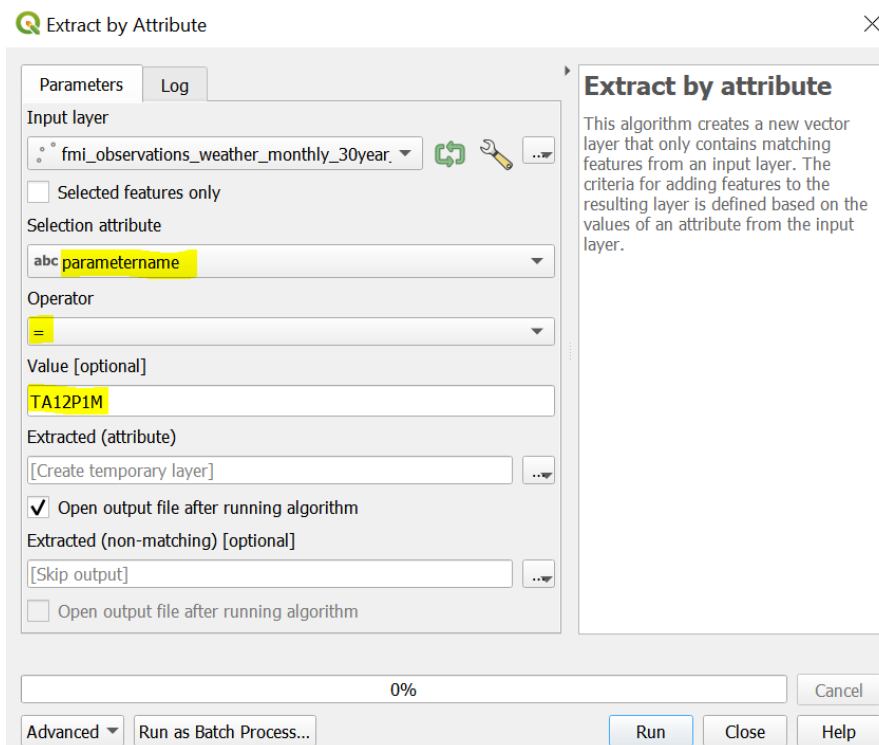 Extract by Attribute
Parameters
Log
Input layer
fmi_observations_weather_monthly_30year_
Selected features only
Selection attribute
abc parametername
Operator
=
Value [optional]
TA12P1M
Extracted (attribute)
[Create temporary layer]
Open output file after running algorithm
Extracted (non-matching) [optional]
[Skip output]
Open output file after running algorithm
Extract by attribute
This algorithm creates a new vector
layer that only contains matching
features from an input layer. The
criteria for adding features to the
resulting layer is defined based on the
values of an attribute from the input
layer.
0%
Cancel
Advanced
Run as Batch Process...
Run
Close
Help